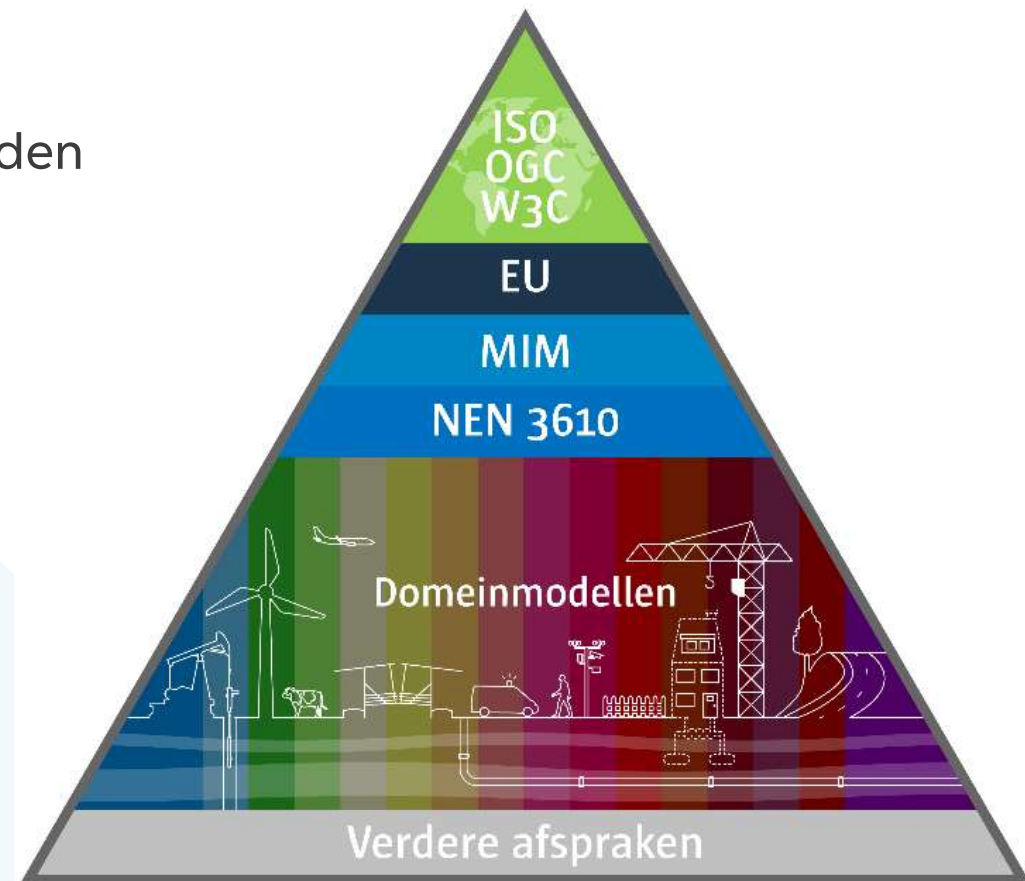 den
ISO
OGC
W3C
EU
MIM
NEN 3610
Domeinmodellen
Verdere afspraken